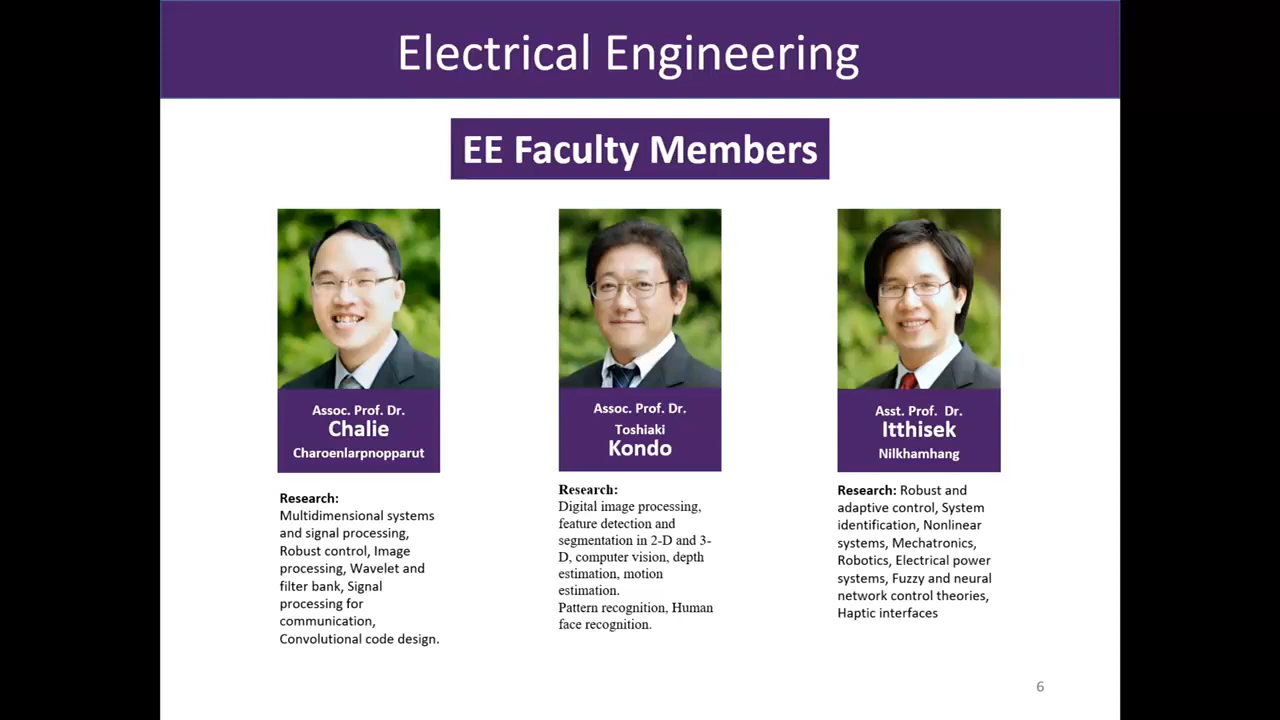 Electrical Engineering
EE Faculty Members
Assoc. Prof. Dr.
Chalie
Charoenlarpnopparut
Research:
Multidimensional systems
and signal processing,
Robust control, Image
processing, Wavelet and
filter bank, Signal
processing for
communication,
Convolutional code design.
Assoc. Prof. Dr.
Toshiaki
Kondo
Research:
Digital image processing,
feature detection and
segmentation in 2-D and 3-
D, computer vision, depth
estimation, motion
estimation.
Pattern recognition, Human
face recognition.
Asst. Prof. Dr.
Itthisek
Nilkhamhang
Research: Robust and
adaptive control, System
identification, Nonlinear
systems, Mechatronics,
Robotics, Electrical power
systems, Fuzzy and neural
network control theories,
Haptic interfaces
6